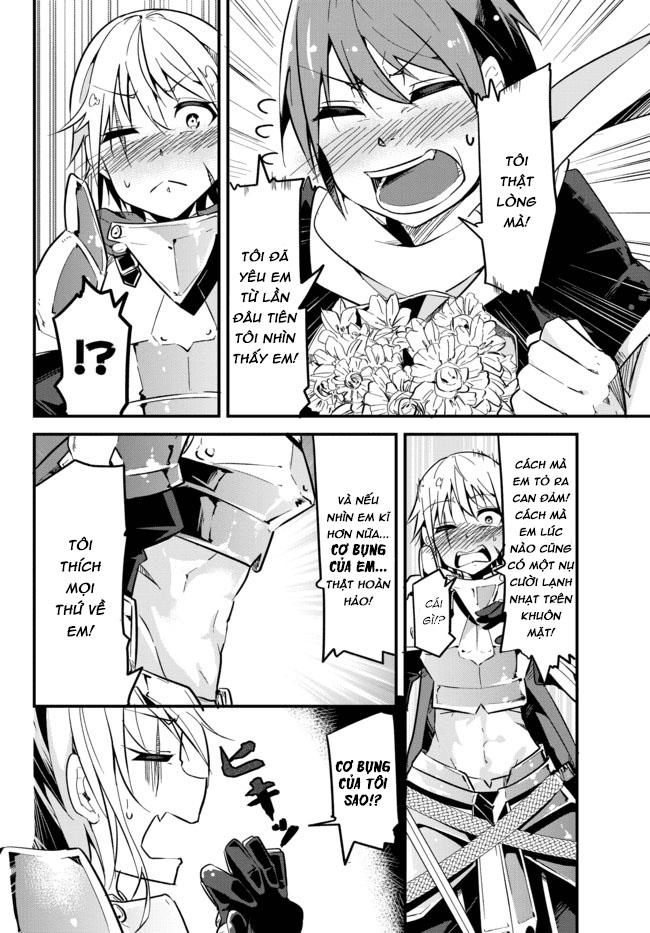 TÔI
THẬT
LÒNG
MÀ!
TÔI ĐÃ
YÊU EM
TỪ LẦN
ĐÂU TIÊN
TÔI NHÌN
THẤY EM!
!?
CÁCH MÀ
EM TỎ RA
CAN ĐẢM!
CÁCH MÀ
EM LÚC
NÀO CŨNG
CÓ MỘT NỤ
CƯỜI LẠNH
NHẠT TRÊN
KHUÔN
MẶT!
CÁI
GÌ!?
VÀ NẾU
NHÌN EM KĨ
HƠN NỮA...
CƠ BỤNG
CỦA EM...
THẬT HOÀN
HẢO!
TÔI
THÍCH
MỌI
THỨ VỀ
EM!
CƠ BỤNG
CỦA TÔI
SAO!?
ビキッ